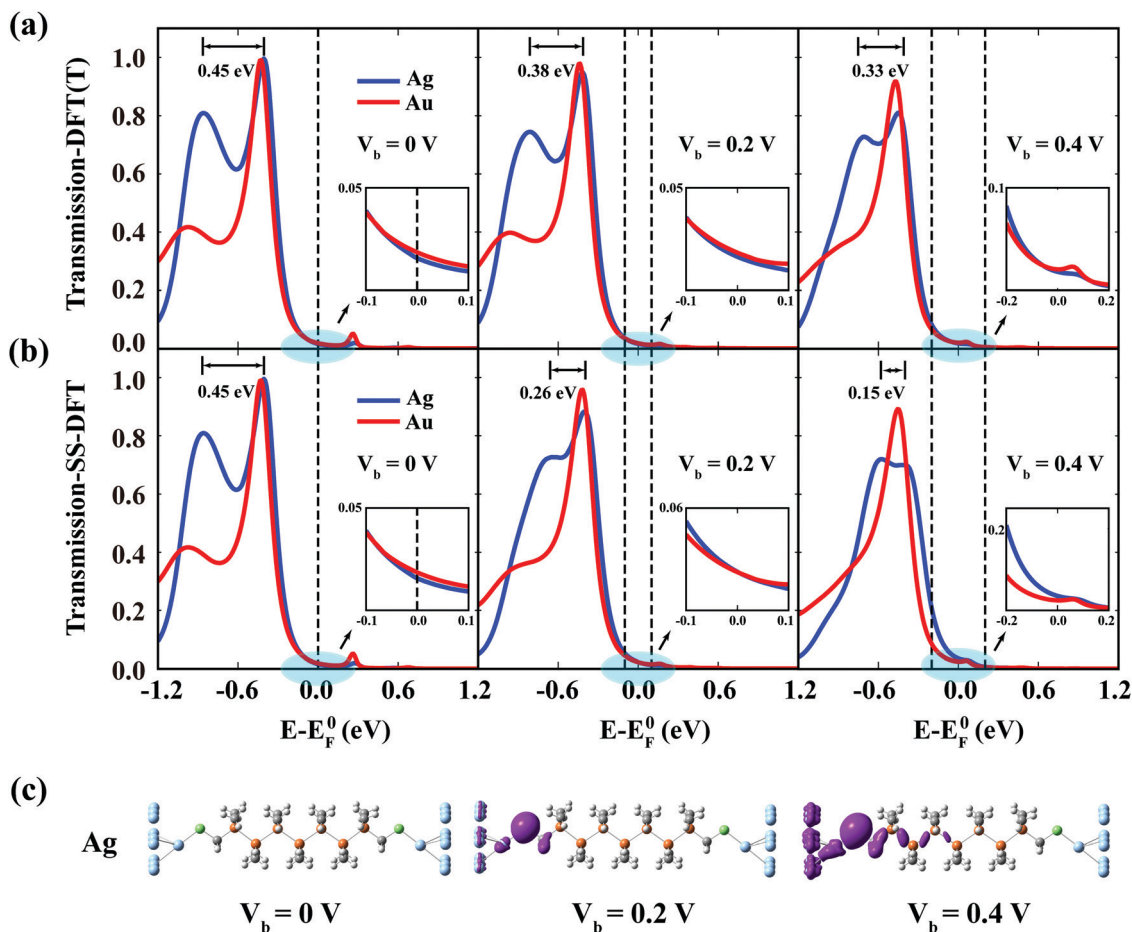 (a)
Transmission-DFT(T)
1.0
0.8
0.6
0.4
0.2
0.0
0.45 eV
Ag
Au
V_b = 0 V
0.05
-0.1
0.0
0.1
0.38 eV
V_b = 0.2 V
0.05
-0.1
0.0
0.1
0.33 eV
V_b = 0.4 V
0.1
-0.2
0.0
0.2
(b)
Transmission-SS-DFT
1.0
0.8
0.6
0.4
0.2
0.0
0.45 eV
Ag
Au
V_b = 0 V
0.05
-0.1
0.0
0.1
0.26 eV
V_b = 0.2 V
0.06
-0.1
0.0
0.1
0.15 eV
V_b = 0.4 V
0.2
-0.2
0.0
0.2
-1.2 -0.6 0.0 0.6 1.2 -0.6 0.0 0.6 1.2 -0.6 0.0 0.6 1.2
E-E_F^0 (eV) E-E_F^0 (eV) E-E_F^0 (eV)
(c)
Ag
V_b = 0 V V_b = 0.2 V V_b = 0.4 V